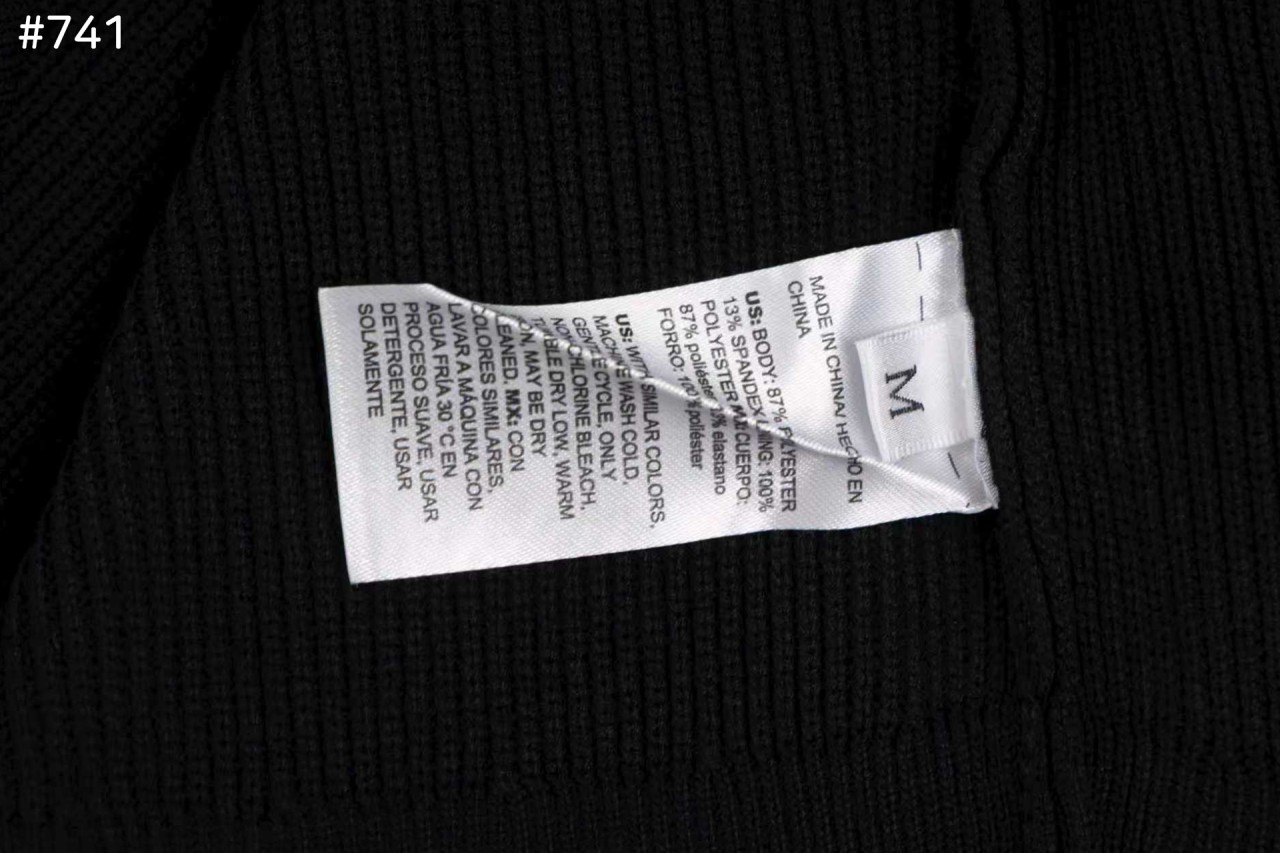 #741
M
MADE IN CHINA/ HECHO EN
CHINA
US: BODY: 87% POLYESTER
13% SPANDEX LINING: 100%
POLYESTER MX: CUERPO:
87% poliéster 13% elastano
FORRO: 100% poliéster
US: WITH SIMILAR COLORS,
MACHINE WASH COLD,
GENTLE CYCLE, ONLY
NON CHLORINE BLEACH,
TUMBLE DRY LOW, WARM
MAY BE DRY
CLEANED. MX: CON
COLORES SIMILARES,
LAVAR A MÁQUINA CON
AGUA FRÍA 30 °C EN
PROCESO SUAVE, USAR
DETERGENTE, USAR
SOLAMENTE